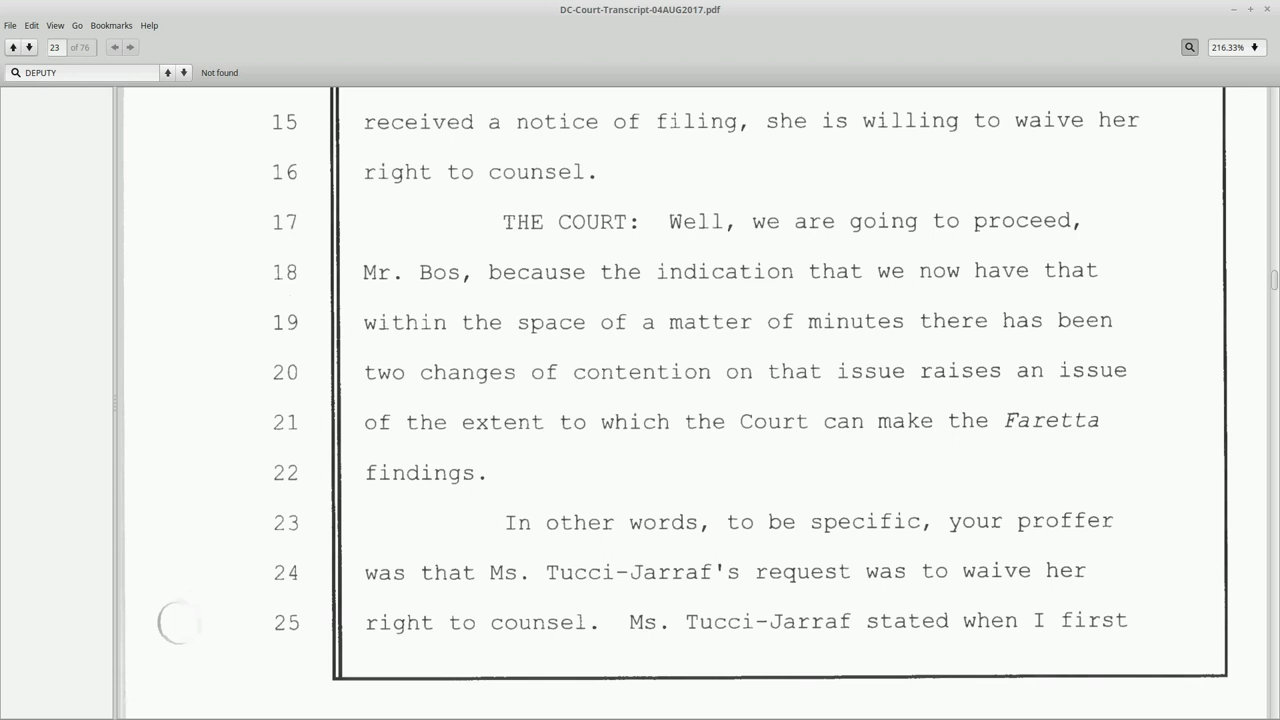 DC-Court-Transcript-04AUG2017.pdf
File Edit View Go Bookmarks Help
23 of 76 216.33%
DEPUTY Not found
15 received a notice of filing, she is willing to waive her
16 right to counsel.
17 THE COURT: Well, we are going to proceed,
18 Mr. Bos, because the indication that we now have that
19 within the space of a matter of minutes there has been
20 two changes of contention on that issue raises an issue
21 of the extent to which the Court can make the Faretta
22 findings.
23 In other words, to be specific, your proffer
24 was that Ms. Tucci-Jarraf's request was to waive her
25 right to counsel. Ms. Tucci-Jarraf stated when I first